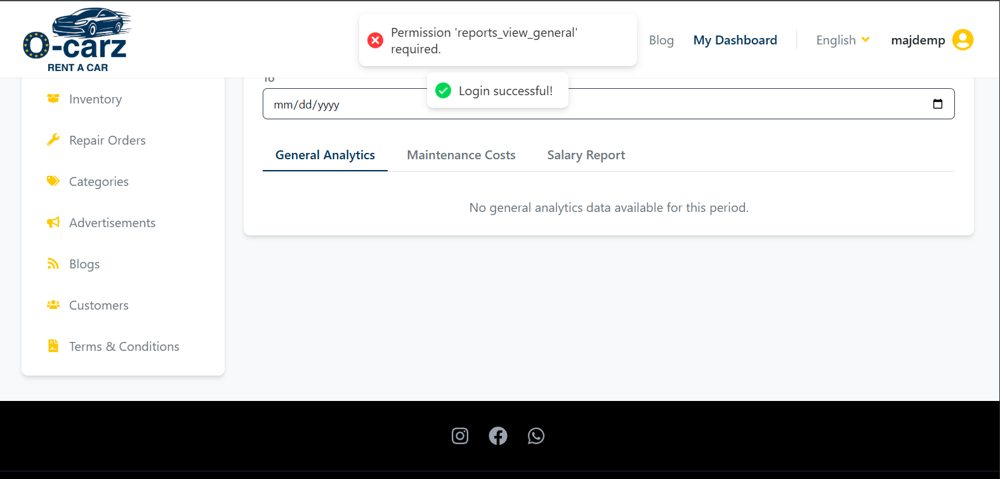 O-carz
RENT A CAR
Permission 'reports_view_general'
required.
Blog
My Dashboard
English
majdemp
Login successful!
To
mm/dd/yyyy
Inventory
Repair Orders
Categories
Advertisements
Blogs
Customers
Terms & Conditions
General Analytics
Maintenance Costs
Salary Report
No general analytics data available for this period.